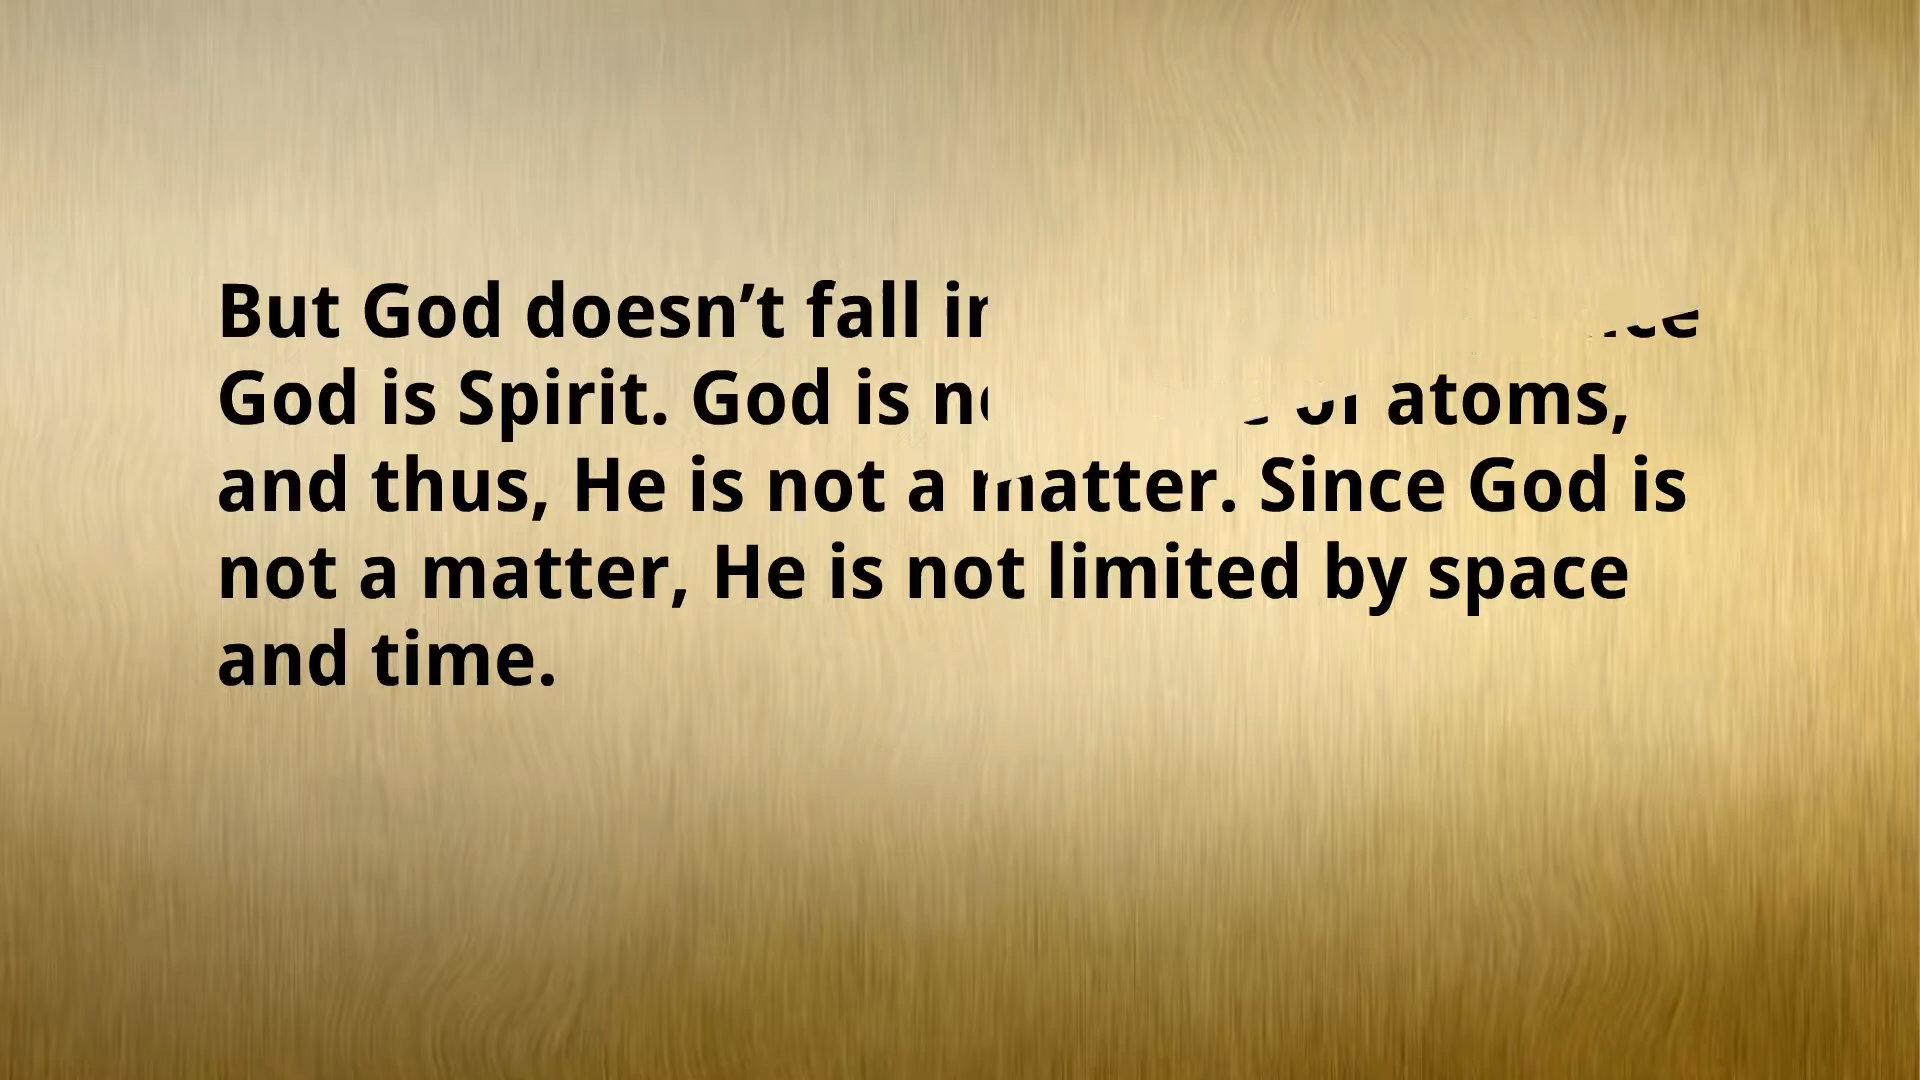 But God doesn’t fall
God is Spirit. God is of atoms,
and thus, He is not a matter. Since God is
not a matter, He is not limited by space
and time.